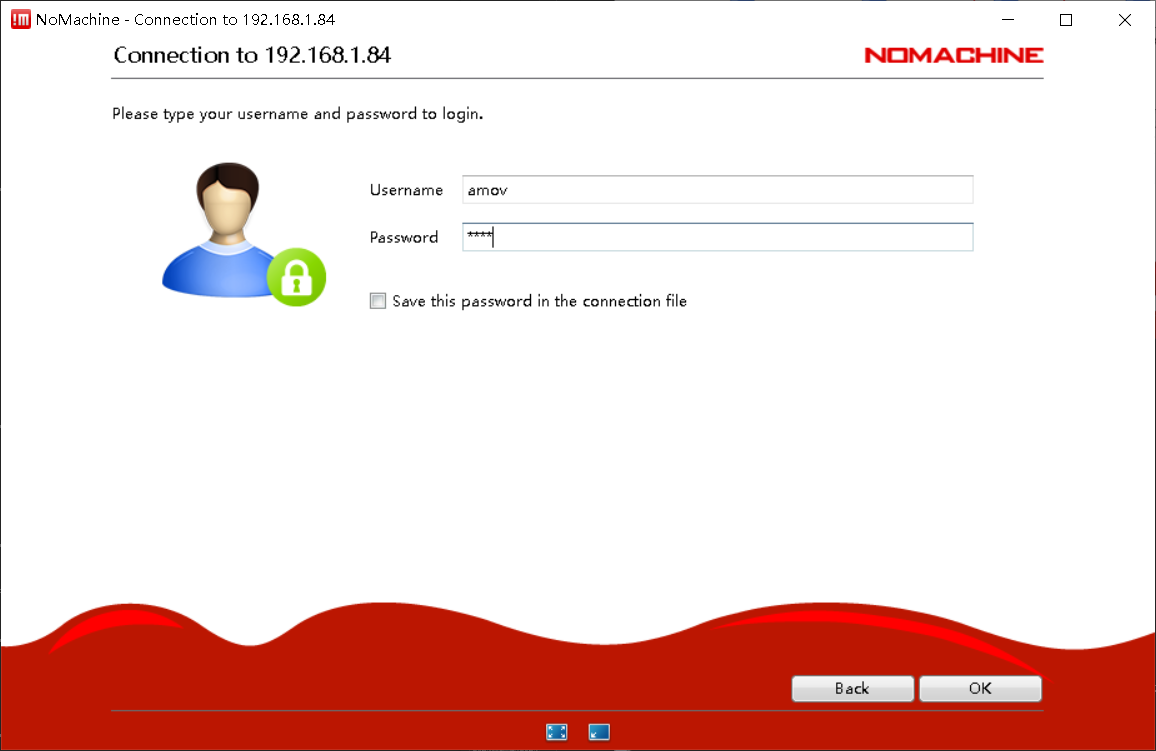 !m NoMachine - Connection to 192.168.1.84
Connection to 192.168.1.84
NOMACHINE
Please type your username and password to login.
Username amov
Password ****
Save this password in the connection file
Back OK